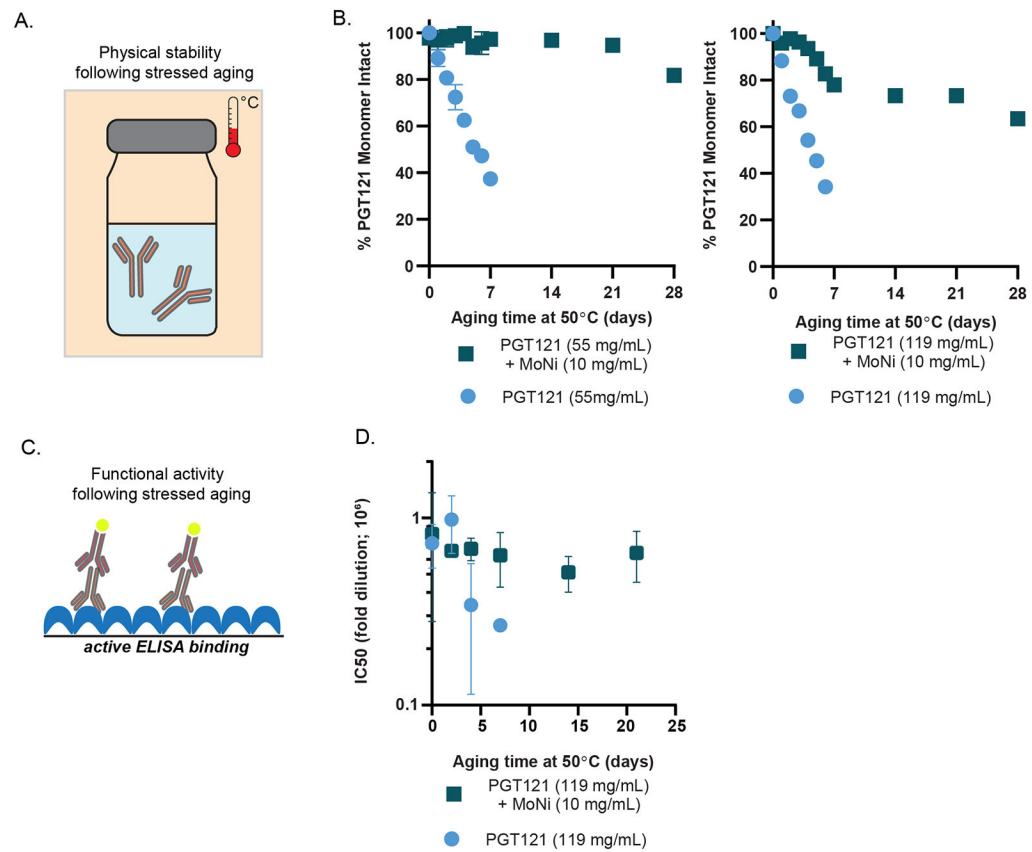 A.
Physical stability
following stressed aging
°C
B.
% PGT121 Monomer Intact
100
80
60
40
20
0
0 7 14 21 28
Aging time at 50°C (days)
PGT121 (55 mg/mL)
+ MoNi (10 mg/mL)
PGT121 (55mg/mL)
% PGT121 Monomer Intact
100
80
60
40
20
0
0 7 14 21 28
Aging time at 50°C (days)
PGT121 (119 mg/mL)
+ MoNi (10 mg/mL)
PGT121 (119 mg/mL)
C.
Functional activity
following stressed aging
active ELISA binding
D.
IC50 (fold dilution; 10⁶)
1
0.1
0 5 10 15 20 25
Aging time at 50°C (days)
PGT121 (119 mg/mL)
+ MoNi (10 mg/mL)
PGT121 (119 mg/mL)